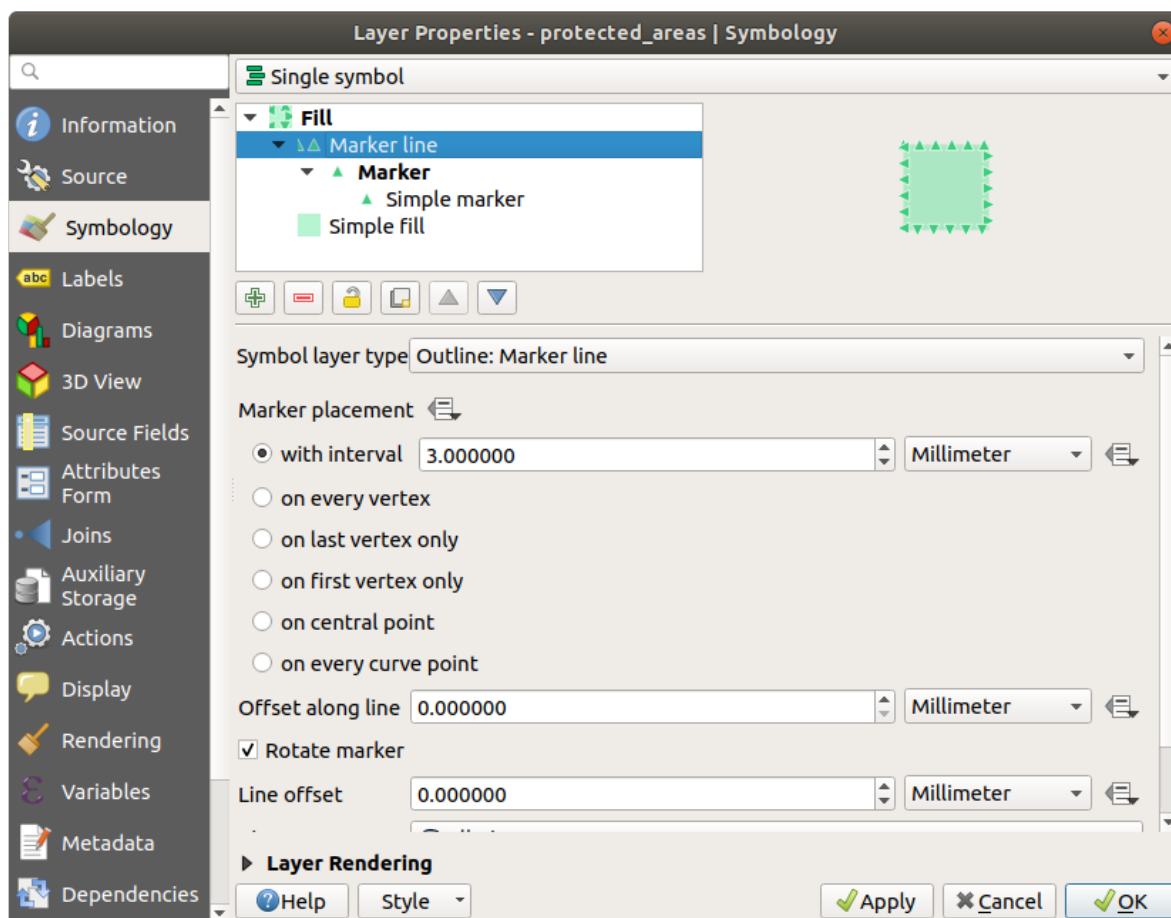 Layer Properties - protected_areas | Symbology
Information
Source
Symbology
abc Labels
Diagrams
3D View
Source Fields
Attributes
Form
Joins
Auxiliary
Storage
Actions
Display
Rendering
Variables
Metadata
Dependencies
Single symbol
Fill
Marker line
Marker
Simple marker
Simple fill
Symbol layer type Outline: Marker line
Marker placement
with interval 3.000000 Millimeter
on every vertex
on last vertex only
on first vertex only
on central point
on every curve point
Offset along line 0.000000 Millimeter
Rotate marker
Line offset 0.000000 Millimeter
Layer Rendering
Help Style Apply Cancel OK